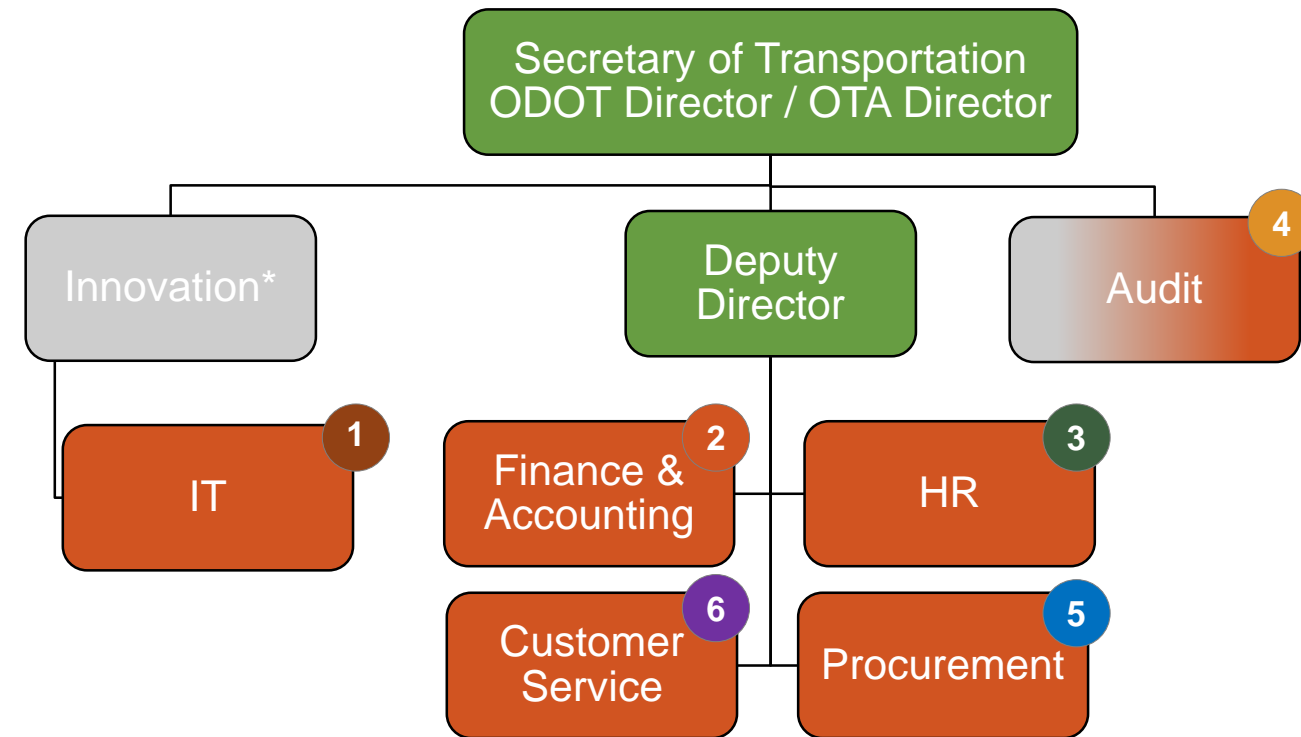 Secretary of Transportation
ODOT Director / OTA Director
Innovation*
Deputy
Director
4
Audit
1
IT
2
Finance &
Accounting
3
HR
6
Customer
Service
5
Procurement